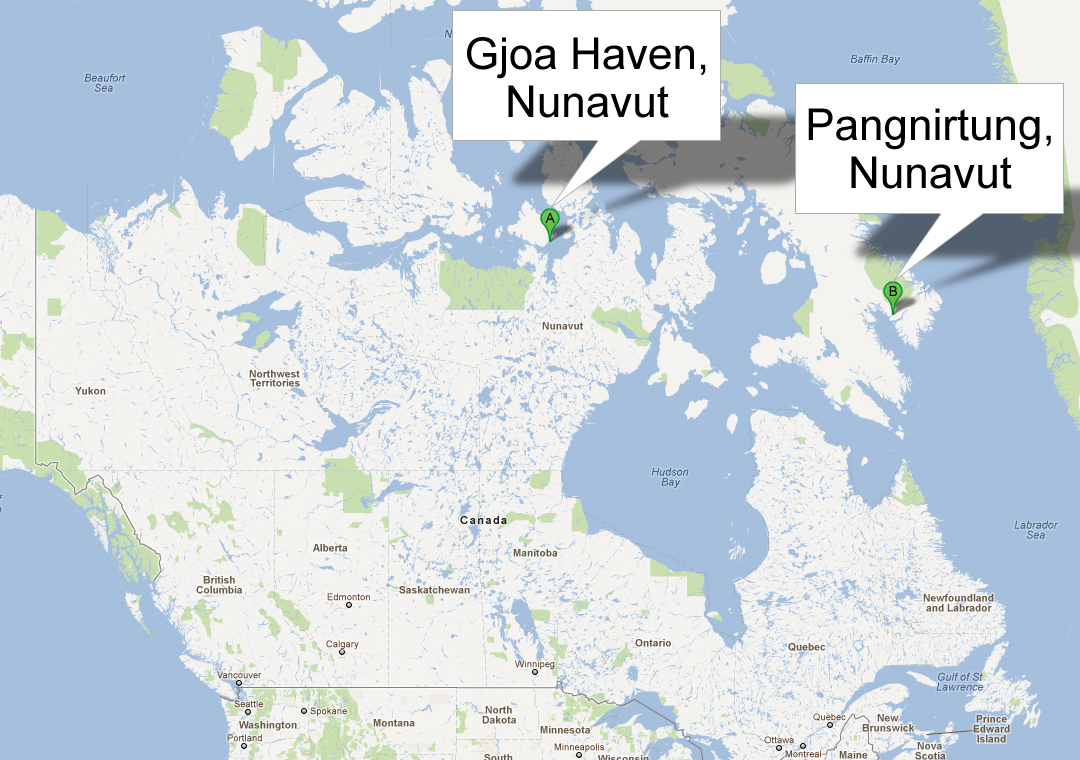 Gjoa Haven,
Nunavut
Pangnirtung,
Nunavut
Baffin Bay
Beaufort
Sea
A
B
Nunavut
Northwest
Territories
Yukon
Hudson
Bay
Canada
Labrador
Sea
Alberta
Manitoba
British
Columbia
Saskatchewan
Edmonton
Newfoundland
and Labrador
Calgary
Ontario
Quebec
Winnipeg
Vancouver
Gulf of St
Lawrence
Seattle
Spokane
Washington
Montana
North
Dakota
Minnesota
Portland
Quebec
New
Brunswick
Prince
Edward
Island
Ottawa
Montreal
Maine
Nova
Scotia
Minneapolis
South
Wisconsin